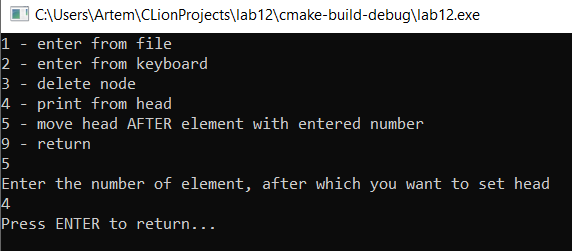 C:\Users\Artem\CLionProjects\lab12\cmake-build-debug\lab12.exe
1 - enter from file
2 - enter from keyboard
3 - delete node
4 - print from head
5 - move head AFTER element with entered number
9 - return
5
Enter the number of element, after which you want to set head
4
Press ENTER to return...